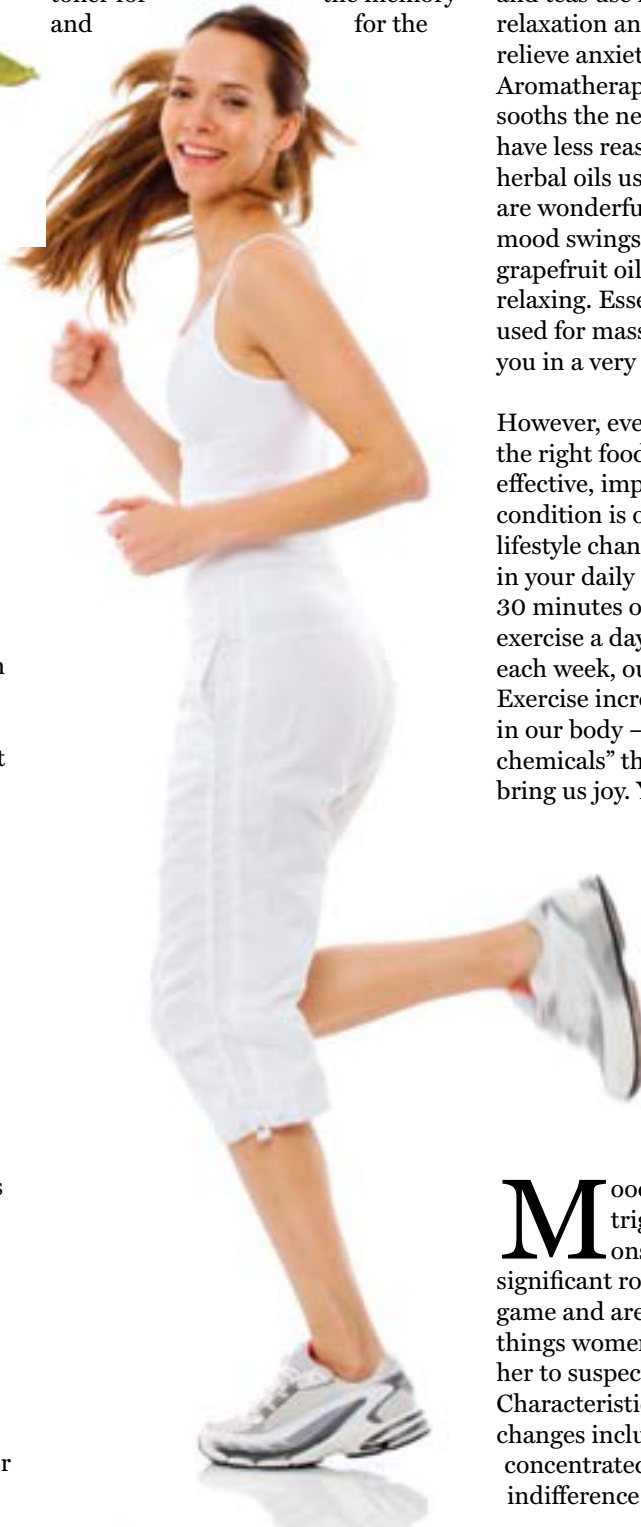 toner for
and
the memory
for the
n
t
s
r
and teas use
relaxation an
relieve anxiet
Aromatherap
sooths the ne
have less reas
herbal oils us
are wonderfu
mood swings
grapefruit oil
relaxing. Esse
used for mass
you in a very
However, eve
the right food
effective, imp
condition is o
lifestyle chan
in your daily
30 minutes o
exercise a day
each week, ou
Exercise incre
in our body –
chemicals” th
bring us joy. Y
Mood
trig
ons
significant ro
game and are
things women
her to suspec
Characteristi
changes inclu
concentrated
indifference